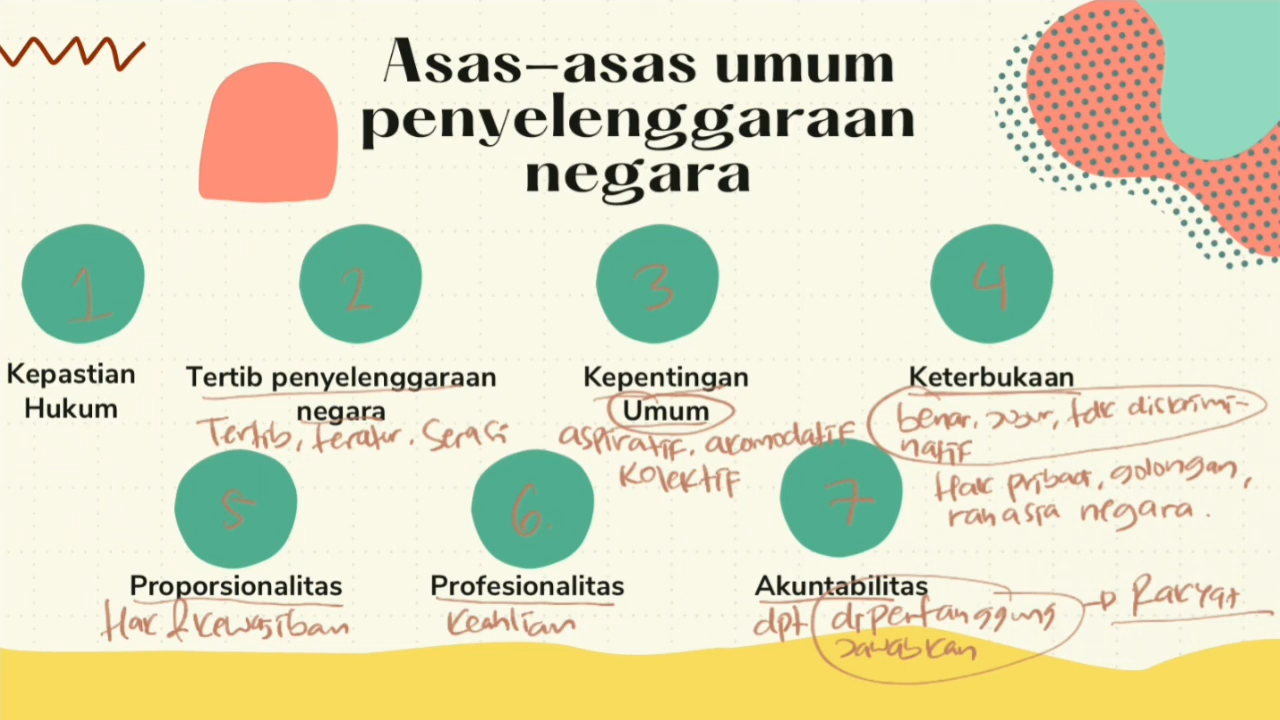 Asas-asas umum
penyelenggaraan
negara
1
2
3
4
Kepastian
Hukum
Tertib penyelenggaraan
negara
Tertib, teratur. Serasi
Kepentingan
Umum
aspiratif, akomodatif
Kolektif
Keterbukaan
benar, jujur, tdk diskrimi-
natif
Hak pribadi, golongan,
rahasia negara.
5
6
7
Proporsionalitas
Hak & kewajiban
Profesionalitas
Keahlian
Akuntabilitas
dpt dipertanggung
jawabkan
Rakyat